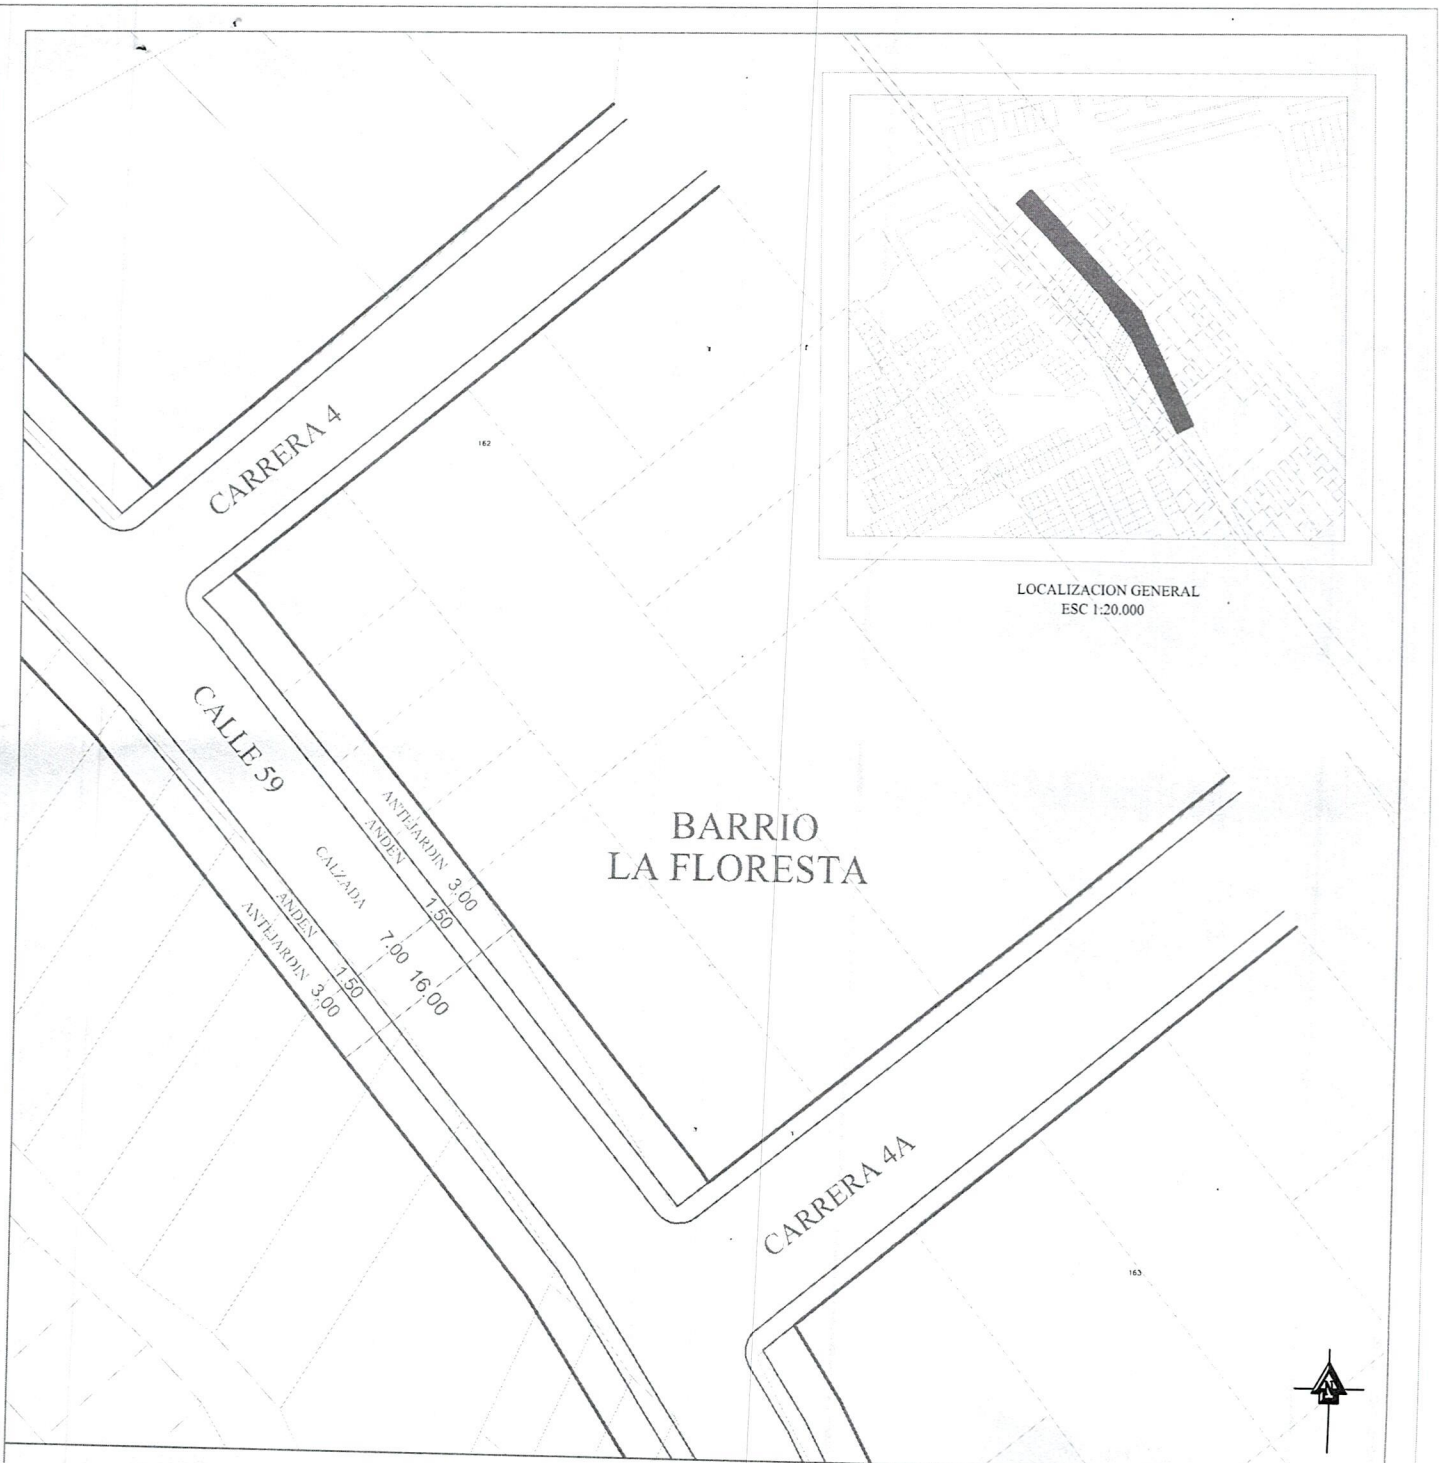 CARRERA 4
162
LOCALIZACION GENERAL
ESC 1:20.000
CALLE 59
ANTEJARDIN 3.00
ANDEN 1.50
CALZADA 7.00
16.00
ANDEN 1.50
ANTEJARDIN 3.00
BARRIO
LA FLORESTA
CARRERA 4A
163
N